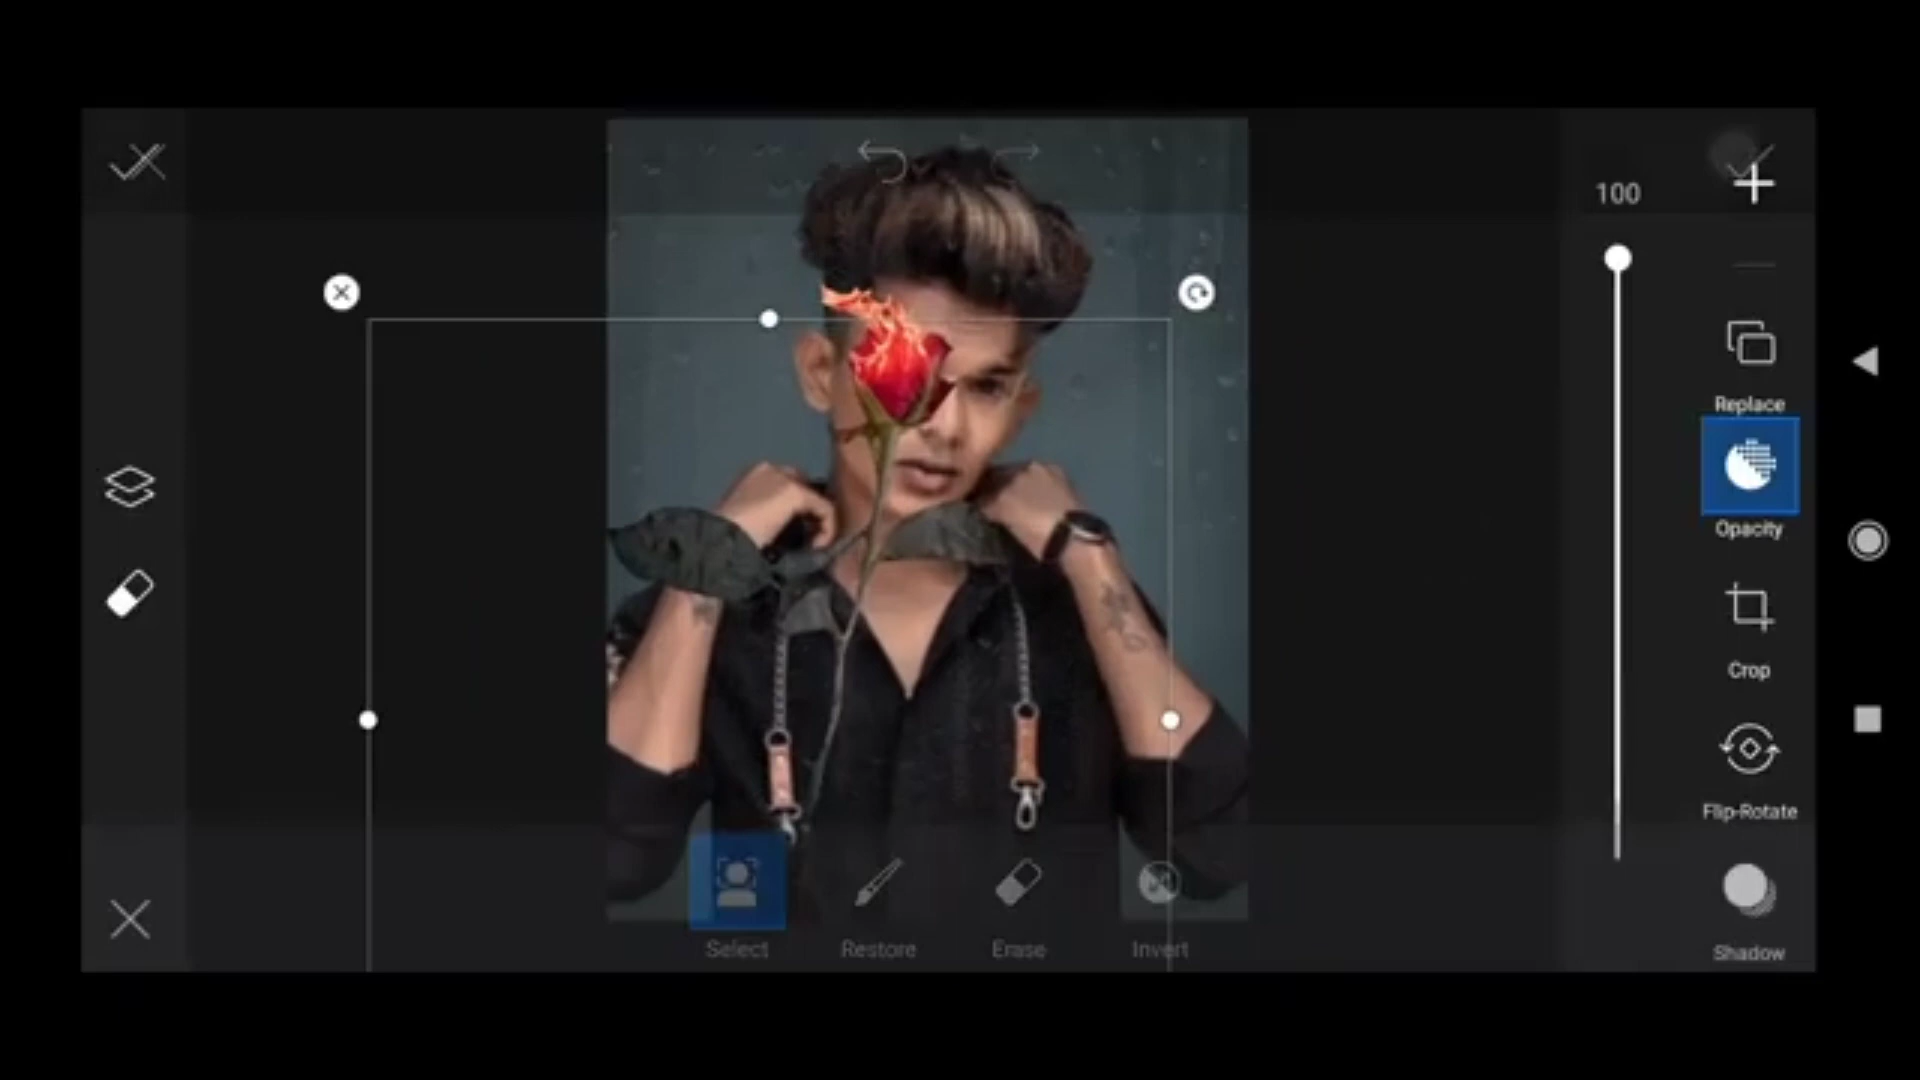 100
Replace
Opacity
Crop
Flip-Rotate
Shadow
Select
Restore
Erase
Invert